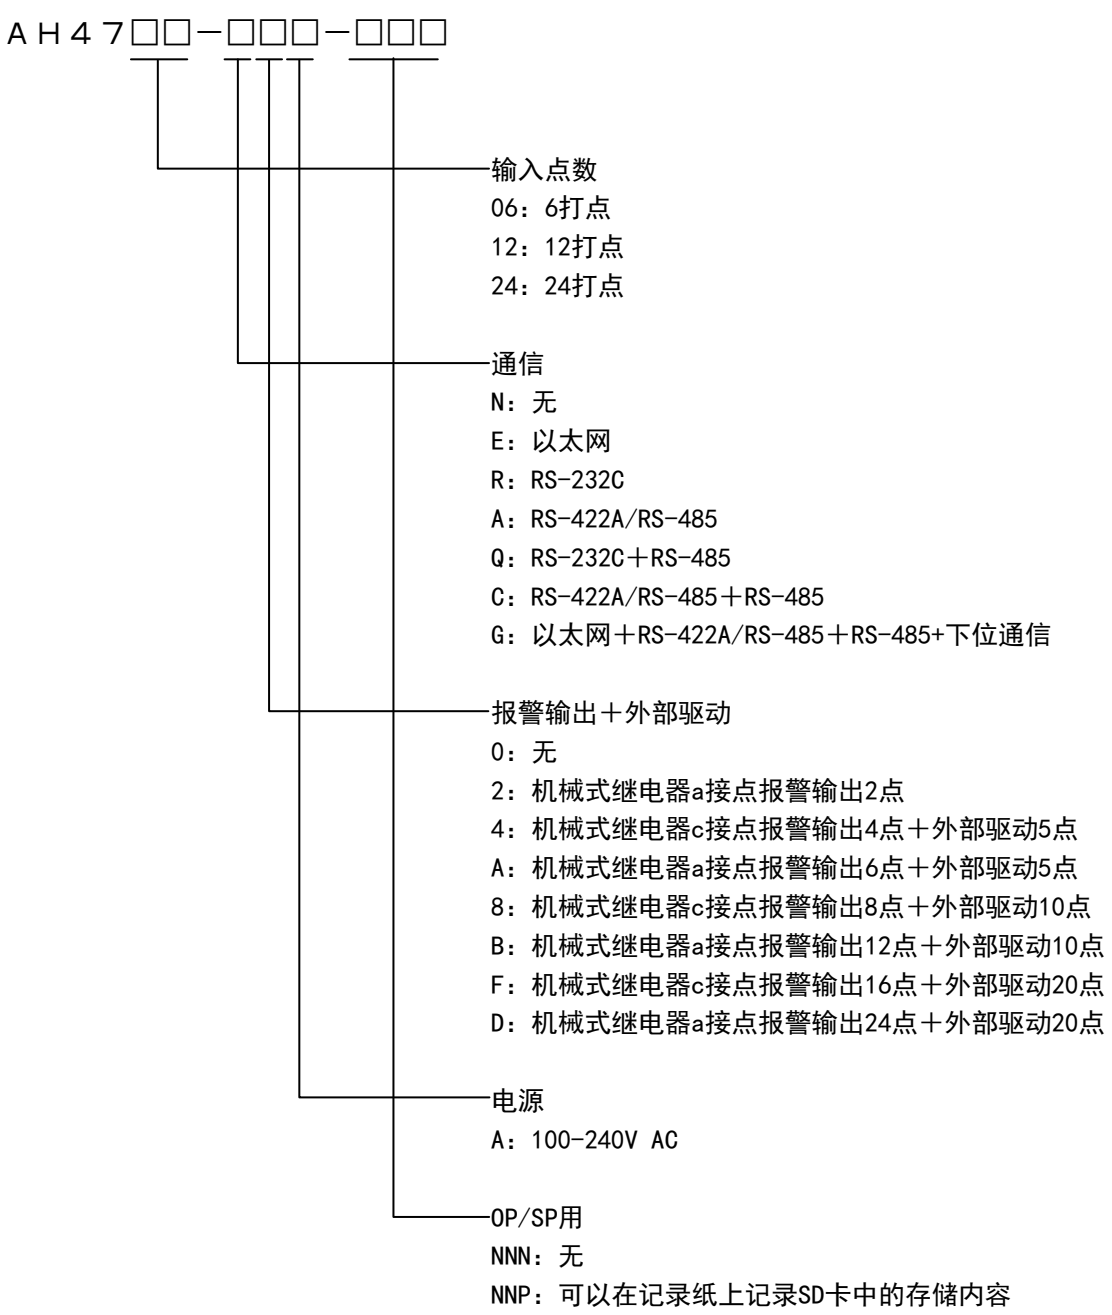 AH47□□－□□□－□□□
输入点数
06：6打点
12：12打点
24：24打点
通信
N：无
E：以太网
R：RS-232C
A：RS-422A/RS-485
Q：RS-232C＋RS-485
C：RS-422A/RS-485＋RS-485
G：以太网＋RS-422A/RS-485＋RS-485+下位通信
报警输出＋外部驱动
0：无
2：机械式继电器a接点报警输出2点
4：机械式继电器c接点报警输出4点＋外部驱动5点
A：机械式继电器a接点报警输出6点＋外部驱动5点
8：机械式继电器c接点报警输出8点＋外部驱动10点
B：机械式继电器a接点报警输出12点＋外部驱动10点
F：机械式继电器c接点报警输出16点＋外部驱动20点
D：机械式继电器a接点报警输出24点＋外部驱动20点
电源
A：100-240V AC
OP/SP用
NNN：无
NNP：可以在记录纸上记录SD卡中的存储内容